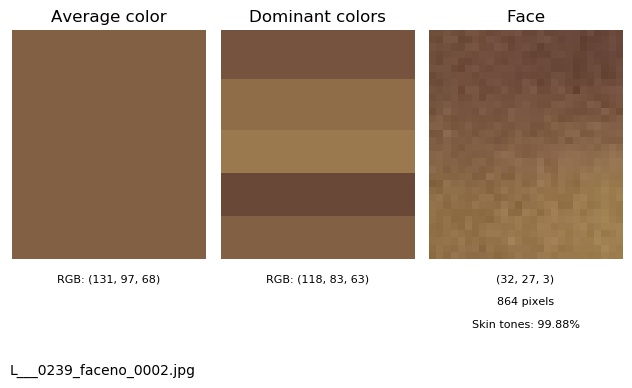 Average color
Dominant colors
Face
RGB: (131, 97, 68)
RGB: (118, 83, 63)
(32, 27, 3)
864 pixels
Skin tones: 99.88%
L___0239_faceno_0002.jpg